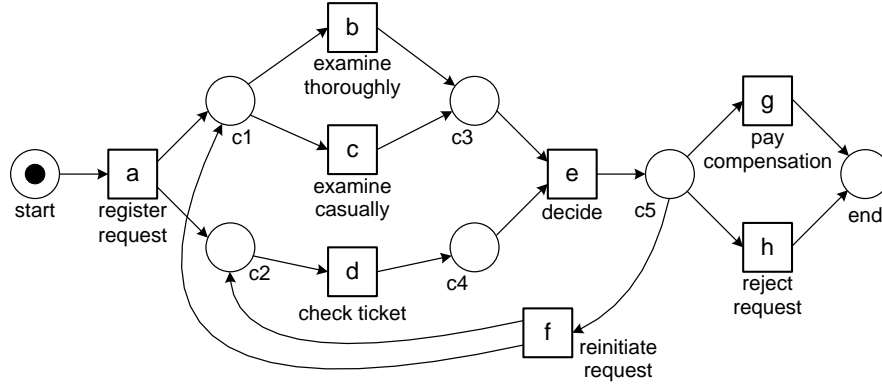 b
examine
thoroughly
c1
c
examine
casually
c3
start
a
register
request
c2
d
check ticket
c4
e
decide
c5
g
pay
compensation
h
reject
request
end
f
reinitiate
request